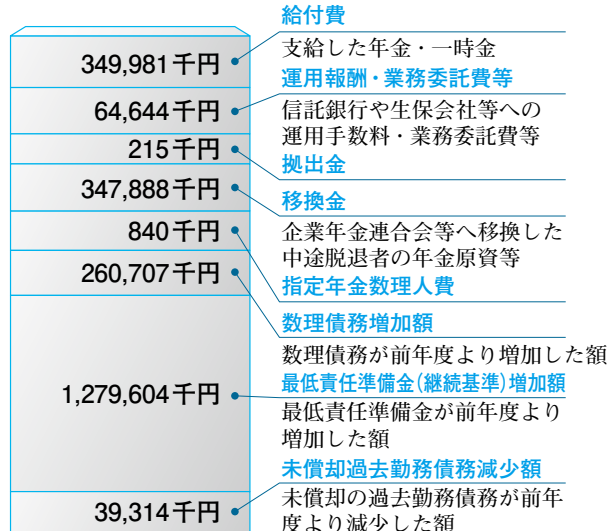 給付費
349,981千円
支給した年金・一時金
運用報酬・業務委託費等
64,644千円
信託銀行や生保会社等への
運用手数料・業務委託費等
215千円
拠出金
347,888千円
移換金
840千円
企業年金連合会等へ移換した
中途脱退者の年金原資等
260,707千円
指定年金数理人費
数理債務増加額
数理債務が前年度より増加した額
1,279,604千円
最低責任準備金(継続基準)増加額
最低責任準備金が前年度より
増加した額
未償却過去勤務債務減少額
39,314千円
未償却の過去勤務債務が前年
度より減少した額